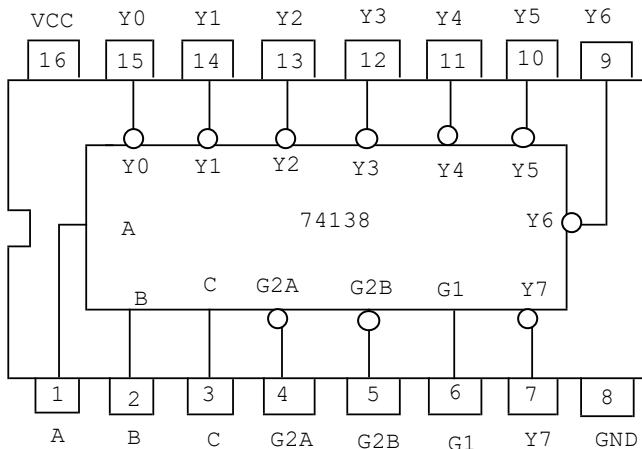 VCC Y0 Y1 Y2 Y3 Y4 Y5 Y6
16 15 14 13 12 11 10 9
Y0 Y1 Y2 Y3 Y4 Y5
A 74138 Y6
B C G2A G2B G1 Y7
1 2 3 4 5 6 7 8
A B C G2A G2B G1 Y7 GND